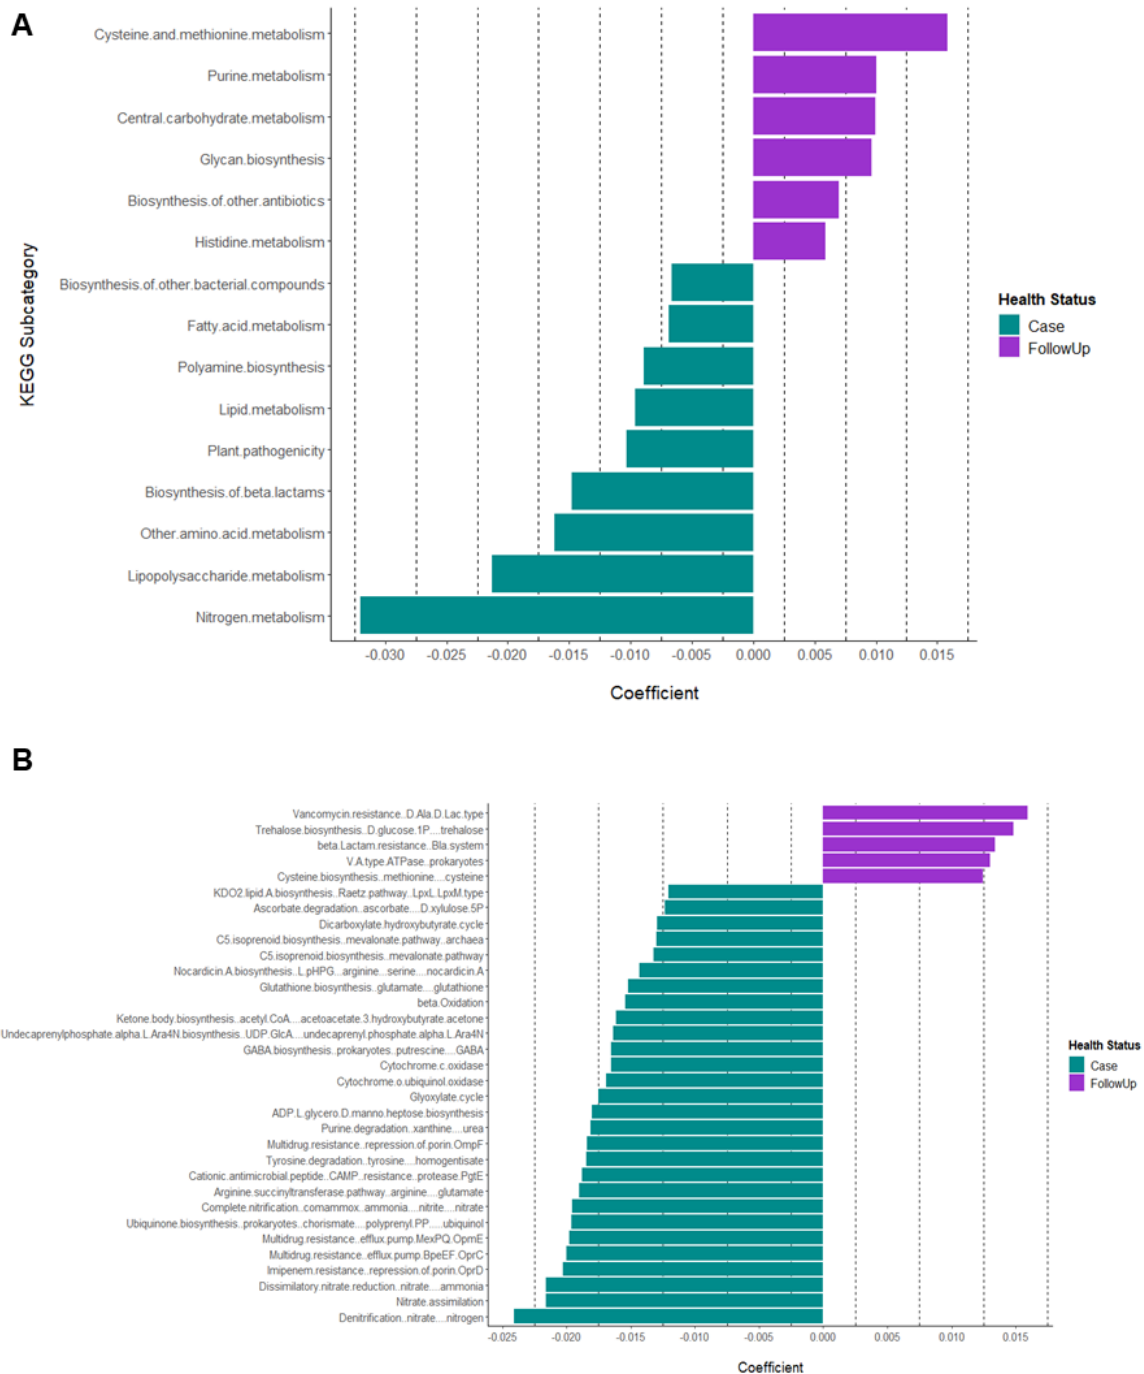 A
Cysteine.and.methionine.metabolism
Purine.metabolism
Central.carbohydrate.metabolism
Glycan.biosynthesis
Biosynthesis.of.other.antibiotics
Histidine.metabolism
Biosynthesis.of.other.bacterial.compounds
Fatty.acid.metabolism
Polyamine.biosynthesis
Lipid.metabolism
Plant.pathogenicity
Biosynthesis.of.beta.lactams
Other.amino.acid.metabolism
Lipopolysaccharide.metabolism
Nitrogen.metabolism
KEGG Subcategory
-0.030 -0.025 -0.020 -0.015 -0.010 -0.005 0.000 0.005 0.010 0.015
Coefficient
Health Status
Case
FollowUp
B
Vancomycin.resistance..D.Ala.D.Lac.type
Trehalose.biosynthesis..D.glucose.1P....trehalose
beta.Lactam.resistance..Bla.system
V.A.type.ATPase..prokaryotes
Cysteine.biosynthesis..methionine....cysteine
KDO2.lipid.A.biosynthesis..Raetz.pathway..LpxL.LpxM.type
Ascorbate.degradation..ascorbate....D.xylulose.5P
Dicarboxylate.hydroxybutyrate.cycle
C5.isoprenoid.biosynthesis..mevalonate.pathway..archaea
C5.isoprenoid.biosynthesis..mevalonate.pathway
Nocardicin.A.biosynthesis..L.pHPG...arginine...serine....nocardicin.A
Glutathione.biosynthesis..glutamate....glutathione
beta.Oxidation
Ketone.body.biosynthesis..acetyl.CoA....acetoacetate.3.hydroxybutyrate.acetone
Undecaprenylphosphate.alpha.L.Ara4N.biosynthesis..UDP.GlcA....undecaprenyl.phosphate.alpha.L.Ara4N
GABA.biosynthesis..prokaryotes..putrescine....GABA
Cytochrome.c.oxidase
Cytochrome.o.ubiquinol.oxidase
Glyoxylate.cycle
ADP.L.glycero.D.manno.heptose.biosynthesis
Purine.degradation..xanthine....urea
Multidrug.resistance..repression.of.porin.OmpF
Tyrosine.degradation..tyrosine....homogentisate
Cationic.antimicrobial.peptide..CAMP..resistance..protease.PgtE
Arginine.succinyltransferase.pathway..arginine....glutamate
Complete.nitrification..comammox..ammonia....nitrite....nitrate
Ubiquinone.biosynthesis..prokaryotes..chorismate....polyprenyl.PP.....ubiquinol
Multidrug.resistance..efflux.pump.MexPQ.OpmE
Multidrug.resistance..efflux.pump.BpeEF.OprC
Imipenem.resistance..repression.of.porin.OprD
Dissimilatory.nitrate.reduction..nitrate....ammonia
Nitrate.assimilation
Denitrification..nitrate....nitrogen
-0.025 -0.020 -0.015 -0.010 -0.005 0.000 0.005 0.010 0.015
Coefficient
Health Status
Case
FollowUp